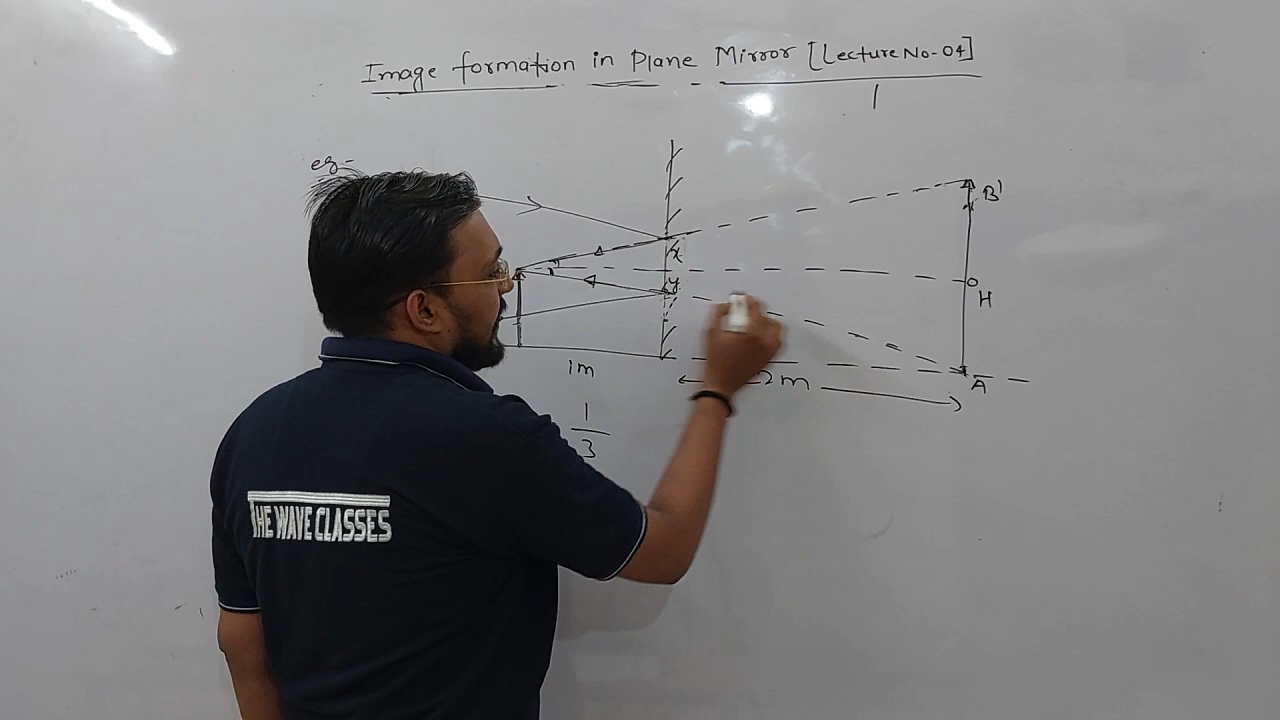 Image formation in Plane Mirror [Lecture No-04]
eg-
B'
x
y
H
1m
2m
A
1
3
THE WAVE CLASSES